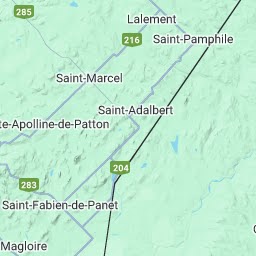 285
Lalement
216
Saint-Pamphile
Saint-Marcel
Saint-Adalbert
te-Apolline-de-Patton
204
283
Saint-Fabien-de-Panet
Magloire